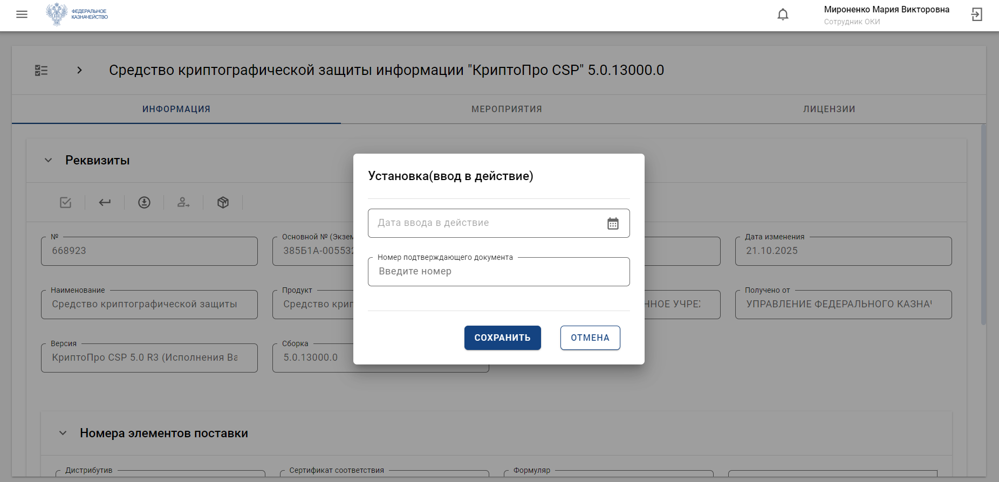 ФЕДЕРАЛЬНОЕ
КАЗНАЧЕЙСТВО
Мироненко Мария Викторовна
Сотрудник ОКИ
Средство криптографической защиты информации "КриптоПро CSP" 5.0.13000.0
ИНФОРМАЦИЯ
МЕРОПРИЯТИЯ
ЛИЦЕНЗИИ
Реквизиты
Установка(ввод в действие)
Дата ввода в действие
Номер подтверждающего документа
Введите номер
СОХРАНИТЬ
ОТМЕНА
№
668923
Основной № (Экзем
385Б1А-005532
Дата изменения
21.10.2025
Наименование
Средство криптографической защиты
Продукт
Средство крип
ННОЕ УЧРЕ
Получено от
УПРАВЛЕНИЕ ФЕДЕРАЛЬНОГО КАЗНА
Версия
КриптоПро CSP 5.0 R3 (Исполнения Ba
Сборка
5.0.13000.0
Номера элементов поставки
Дистрибутив
Сертификат соответствия
Формуляр